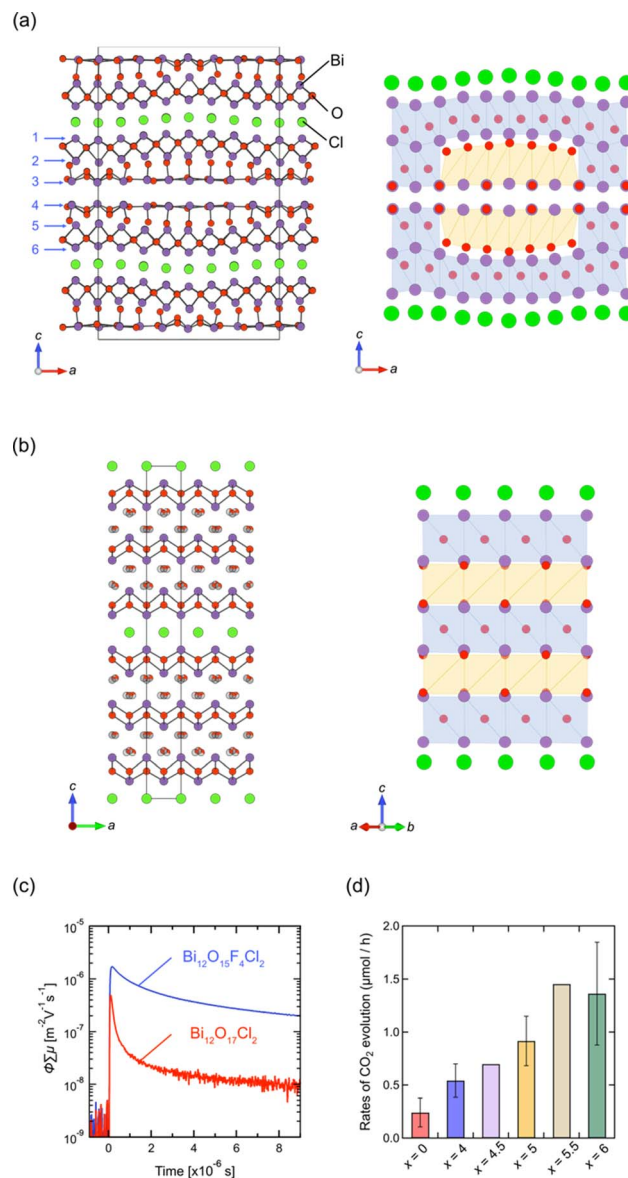 (a)
Bi
O
Cl
1
2
3
4
5
6
c
a
c
a
(b)
c
a
c
a
b
(c)
10⁻⁵
10⁻⁶
10⁻⁷
10⁻⁸
10⁻⁹
ΦΣμ [m⁻²V⁻¹s⁻¹]
Bi₁₂O₁₅F₄Cl₂
Bi₁₂O₁₇Cl₂
0
2
4
6
8
Time [x10⁻⁶ s]
(d)
2.0
1.5
1.0
0.5
0.0
Rates of CO₂ evolution (μmol / h)
x = 0
x = 4
x = 4.5
x = 5
x = 5.5
x = 6